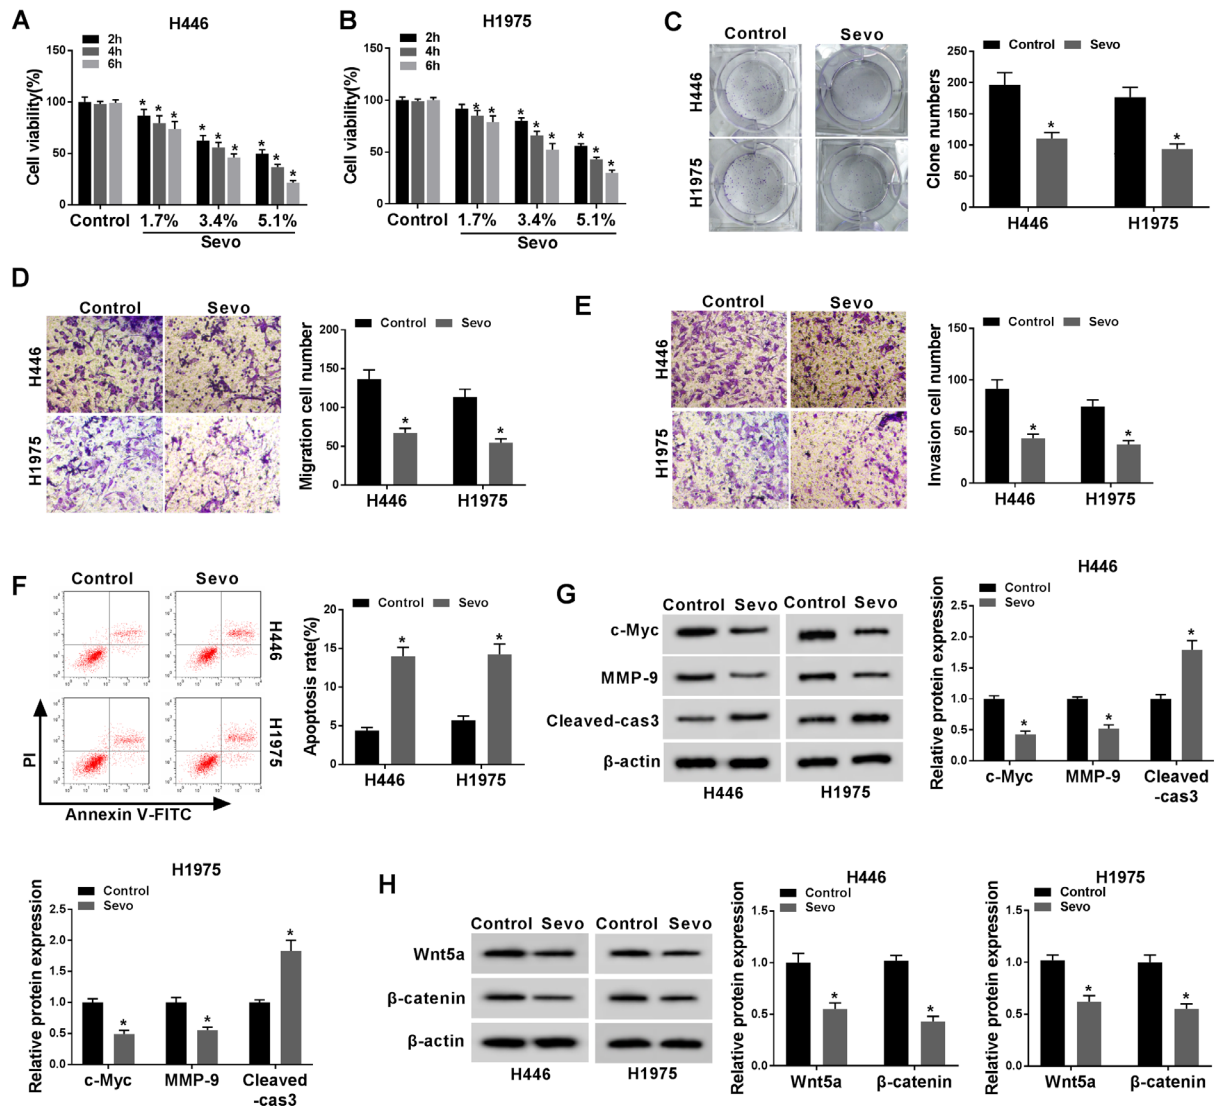 A
H446
2h
4h
6h
Cell viability(%)
150
100
50
0
Control
1.7%
3.4%
5.1%
Sevo
* * * * * * * * *
B
H1975
2h
4h
6h
Cell viability(%)
150
100
50
0
Control
1.7%
3.4%
5.1%
Sevo
* * * * * * * *
C
Control
Sevo
H446
H1975
Control
Sevo
Clone numbers
250
200
150
100
50
0
* *
H446
H1975
D
Control
Sevo
H446
H1975
Control
Sevo
Migration cell number
200
150
100
50
0
* *
H446
H1975
E
Control
Sevo
H446
H1975
Control
Sevo
Invasion cell number
150
100
50
0
* *
H446
H1975
F
Control
Sevo
H446
H1975
PI
Annexin V-FITC
Control
Sevo
Apoptosis rate(%)
20
15
10
5
0
* *
H446
H1975
G
Control Sevo
Control Sevo
c-Myc
MMP-9
Cleaved-cas3
β-actin
H446
H1975
H446
Control
Sevo
Relative protein expression
2.5
2.0
1.5
1.0
0.5
0.0
* * *
c-Myc
MMP-9
Cleaved
-cas3
H1975
Control
Sevo
Relative protein expression
2.5
2.0
1.5
1.0
0.5
0.0
* * *
c-Myc
MMP-9
Cleaved
-cas3
H
Control Sevo
Control Sevo
Wnt5a
β-catenin
β-actin
H446
H1975
H446
Control
Sevo
Relative protein expression
1.5
1.0
0.5
0.0
* *
Wnt5a
β-catenin
H1975
Control
Sevo
Relative protein expression
1.5
1.0
0.5
0.0
* *
Wnt5a
β-catenin